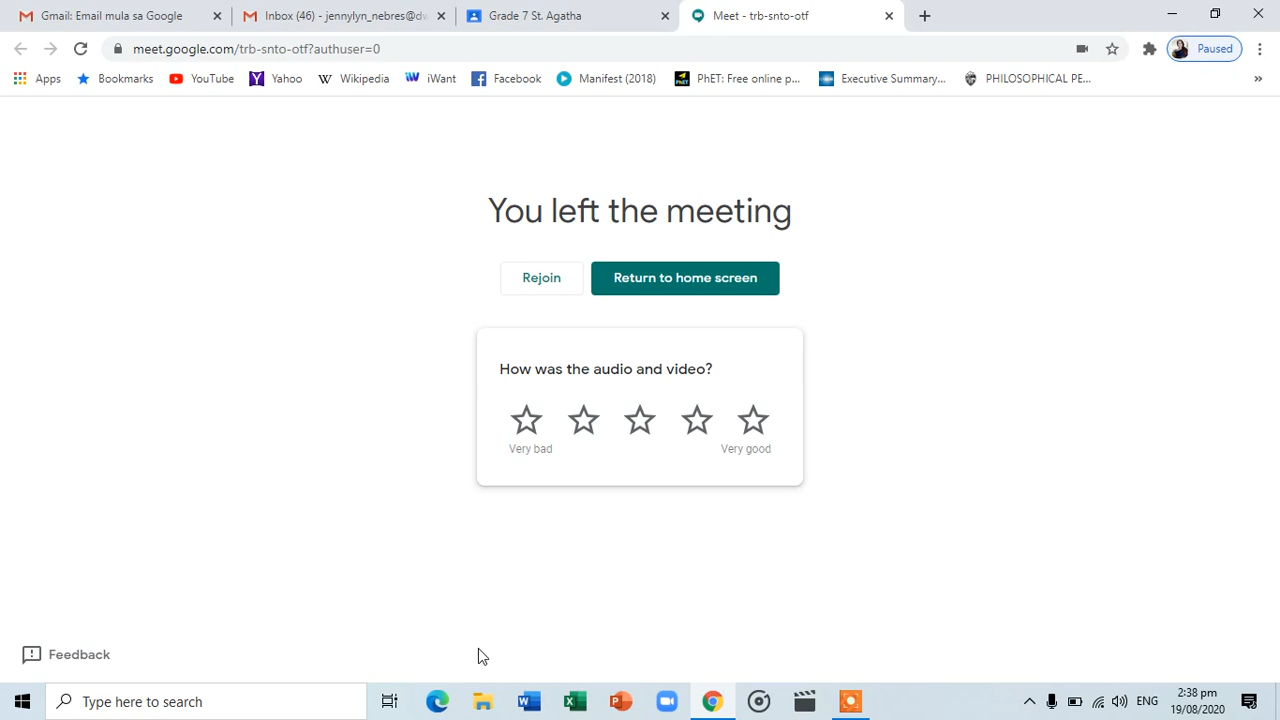 Gmail: Email mula sa Google
Inbox (46) - jennylyn_nebres@dw
Grade 7 St. Agatha
Meet - trb-snto-otf
meet.google.com/trb-snto-otf?authuser=0
Paused
Apps
Bookmarks
YouTube
Yahoo
Wikipedia
iWant
Facebook
Manifest (2018)
PhET: Free online p...
Executive Summary...
PHILOSOPHICAL PE...
»
You left the meeting
Rejoin
Return to home screen
How was the audio and video?
Very bad
Very good
Feedback
Type here to search
ENG
2:38 pm
19/08/2020